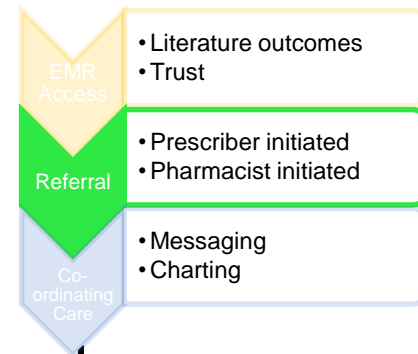 EMR
Access
• Literature outcomes
• Trust
Referral
• Prescriber initiated
• Pharmacist initiated
Co-
ordinating
Care
• Messaging
• Charting